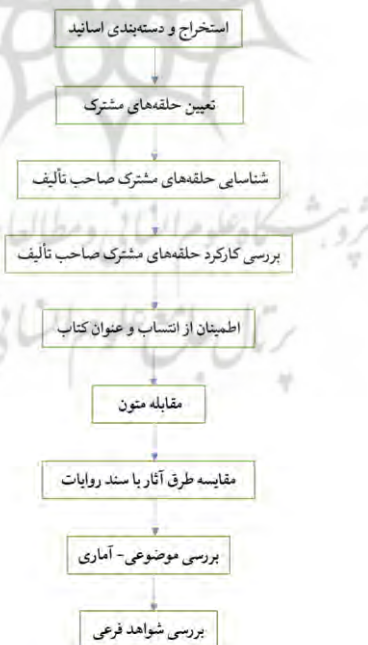 استخراج و دسته‌بندی اسانید
تعیین حلقه‌های مشترک
شناسایی حلقه‌های مشترک صاحب تألیف
بررسی کارکرد حلقه‌های مشترک صاحب تألیف
اطمینان از انتساب و عنوان کتاب
مقابله متون
مقایسه طرق آثار با سند روایات
بررسی موضوعی- آماری
بررسی شواهد فرعی